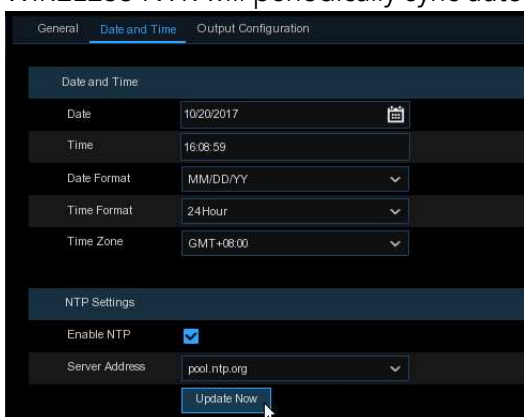 General Date and Time Output Configuration
Date and Time
Date 10/20/2017
Time 16:08:59
Date Format MM/DD/YY
Time Format 24Hour
Time Zone GMT+08:00
NTP Settings
Enable NTP
Server Address pool.ntp.org
Update Now